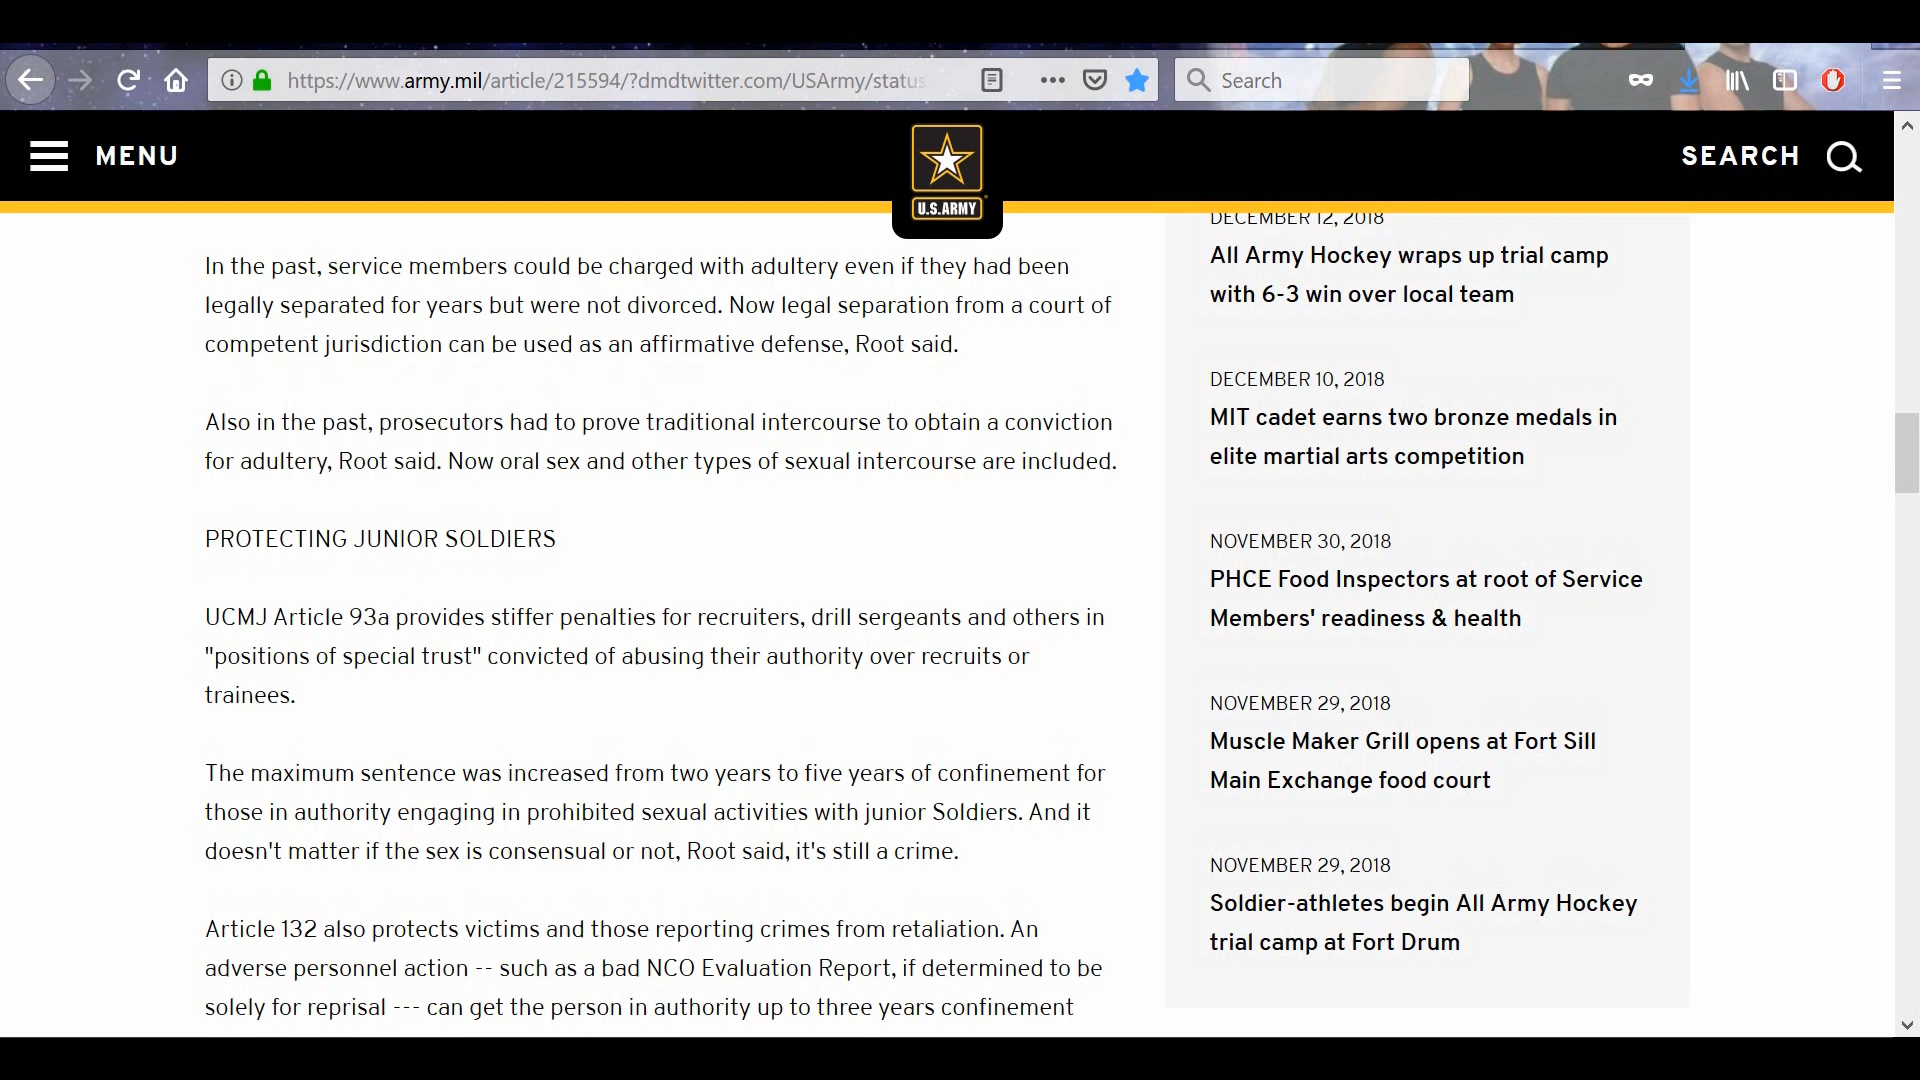 https://www.army.mil/article/215594/?dmdtwitter.com/USArmy/status
Search
MENU
U.S.ARMY
SEARCH
In the past, service members could be charged with adultery even if they had been
legally separated for years but were not divorced. Now legal separation from a court of
competent jurisdiction can be used as an affirmative defense, Root said.
Also in the past, prosecutors had to prove traditional intercourse to obtain a conviction
for adultery, Root said. Now oral sex and other types of sexual intercourse are included.
PROTECTING JUNIOR SOLDIERS
UCMJ Article 93a provides stiffer penalties for recruiters, drill sergeants and others in
"positions of special trust" convicted of abusing their authority over recruits or
trainees.
The maximum sentence was increased from two years to five years of confinement for
those in authority engaging in prohibited sexual activities with junior Soldiers. And it
doesn't matter if the sex is consensual or not, Root said, it's still a crime.
Article 132 also protects victims and those reporting crimes from retaliation. An
adverse personnel action -- such as a bad NCO Evaluation Report, if determined to be
solely for reprisal --- can get the person in authority up to three years confinement
DECEMBER 12, 2018
All Army Hockey wraps up trial camp
with 6-3 win over local team
DECEMBER 10, 2018
MIT cadet earns two bronze medals in
elite martial arts competition
NOVEMBER 30, 2018
PHCE Food Inspectors at root of Service
Members' readiness & health
NOVEMBER 29, 2018
Muscle Maker Grill opens at Fort Sill
Main Exchange food court
NOVEMBER 29, 2018
Soldier-athletes begin All Army Hockey
trial camp at Fort Drum